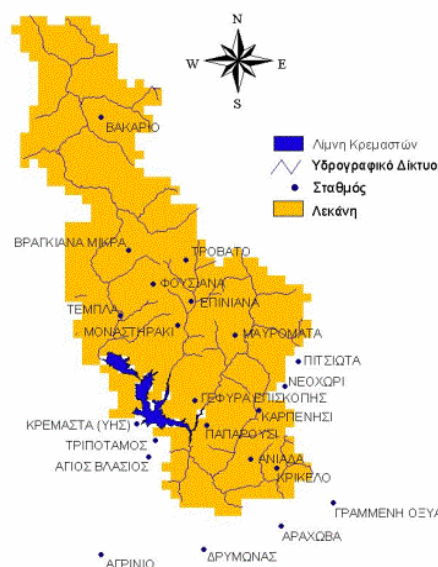 N
W E
S
ΒΑΚΑΡΙΟ
Λίμνη Κρεμαστών
Υδρογραφικό Δίκτυο
Σταθμός
Λεκάνη
ΒΡΑΓΚΙΑΝΑ ΜΙΚΡΑ
ΤΡΟΒΑΤΟ
ΦΟΥΣΙΑΝΑ
ΕΠΙΝΙΑΝΑ
ΤΕΜΠΛΑ
ΜΟΝΑΣΤΗΡΑΚΙ
ΜΑΥΡΟΜΑΤΑ
ΠΙΤΣΙΩΤΑ
ΝΕΟΧΩΡΙ
ΓΕΦΥΡΑ ΕΠΙΣΚΟΠΗΣ
ΚΑΡΠΕΝΗΣΙ
ΚΡΕΜΑΣΤΑ (ΥΗΣ)
ΠΑΠΑΡΟΥΣΙ
ΤΡΙΠΟΤΑΜΟΣ
ΑΓΙΟΣ ΒΛΑΣΙΟΣ
ΑΝΙΑΔΑ
ΚΡΙΚΕΛΟ
ΓΡΑΜΜΕΝΗ ΟΞΥΑ
ΑΡΑΧΩΒΑ
ΔΡΥΜΩΝΑΣ
ΑΓΡΙΝΙΟ